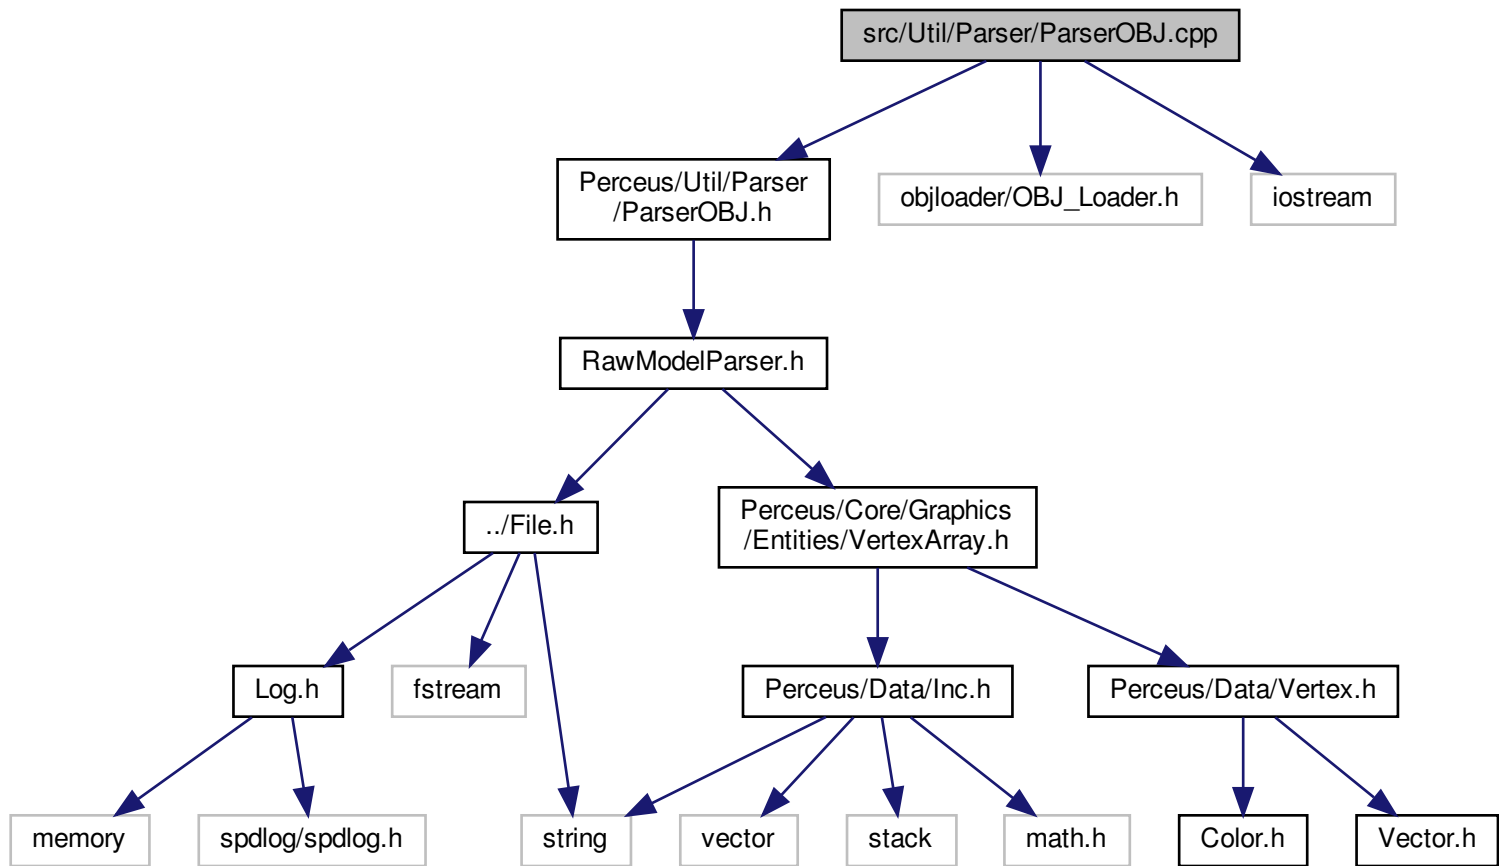 src/Util/Parser/ParserOBJ.cpp
Perceus/Util/Parser
/ParserOBJ.h
objloader/OBJ_Loader.h
iostream
RawModelParser.h
../File.h
Perceus/Core/Graphics
/Entities/VertexArray.h
Log.h
fstream
Perceus/Data/Inc.h
Perceus/Data/Vertex.h
memory
spdlog/spdlog.h
string
vector
stack
math.h
Color.h
Vector.h